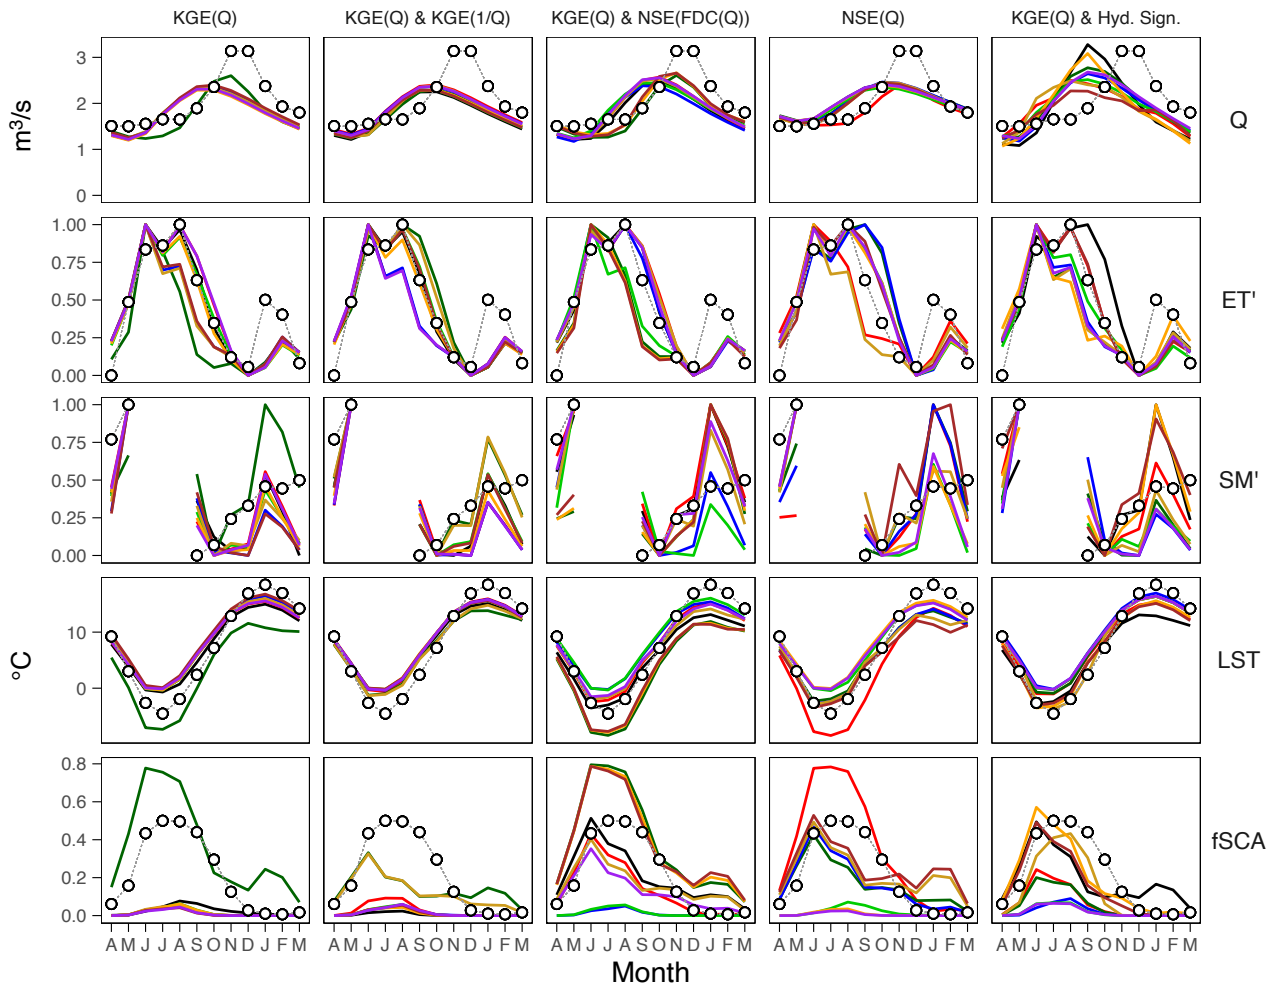 KGE(Q) KGE(Q) & KGE(1/Q) KGE(Q) & NSE(FDC(Q)) NSE(Q) KGE(Q) & Hyd. Sign.
3
2
1
0
m³/s
Q
1.00
0.75
0.50
0.25
0.00
ET'
1.00
0.75
0.50
0.25
0.00
SM'
10
0
°C
LST
0.8
0.6
0.4
0.2
0.0
fSCA
A M J J A S O N D J F M A M J J A S O N D J F M A M J J A S O N D J F M A M J J A S O N D J F M A M J J A S O N D J F M
Month